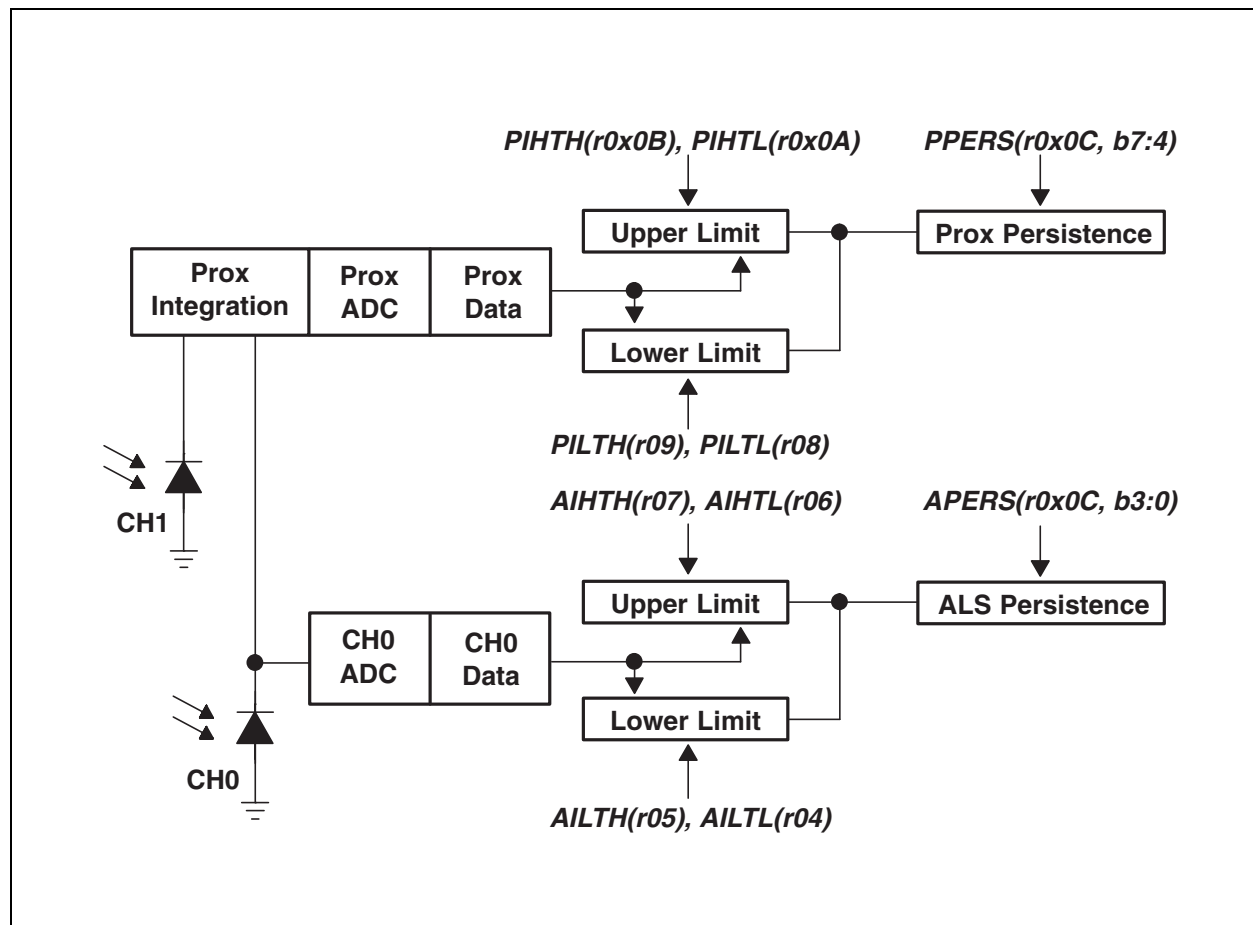 PIHTH(r0x0B), PIHTL(r0x0A)
PPERS(r0x0C, b7:4)
Upper Limit
Prox Persistence
Prox
Integration
Prox
ADC
Prox
Data
Lower Limit
PILTH(r09), PILTL(r08)
CH1
AIHTH(r07), AIHTL(r06)
APERS(r0x0C, b3:0)
Upper Limit
ALS Persistence
CH0
ADC
CH0
Data
Lower Limit
CH0
AILTH(r05), AILTL(r04)